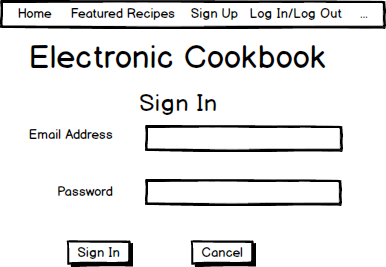 Home Featured Recipes Sign Up Log In/Log Out ...
Electronic Cookbook
Sign In
Email Address
Password
Sign In Cancel